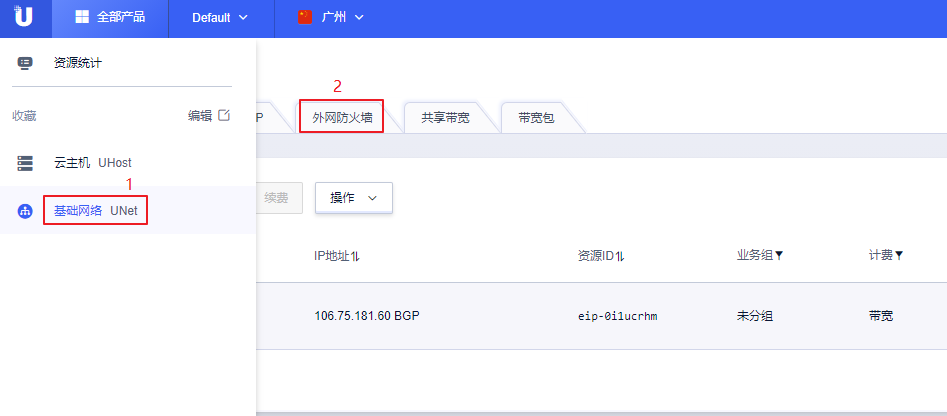 U 全部产品 Default 广州
资源统计
收藏 编辑
云主机 UHost
1
基础网络 UNet
2
P 外网防火墙 共享带宽 带宽包
续费 操作
IP地址 资源ID 业务组 计费
106.75.181.60 BGP eip-0i1ucrhm 未分组 带宽